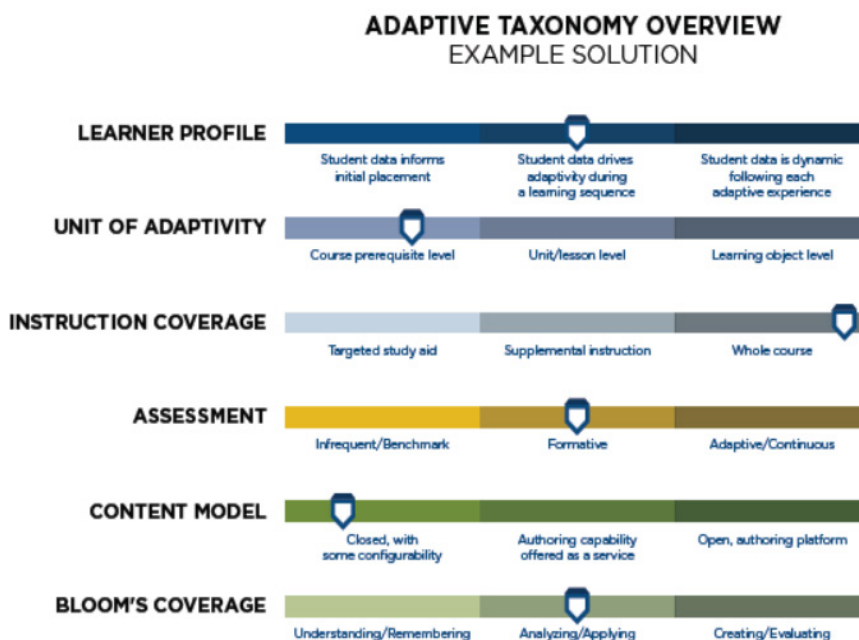 ADAPTIVE TAXONOMY OVERVIEW
EXAMPLE SOLUTION
LEARNER PROFILE
Student data informs
initial placement
Student data drives
adaptivity during
a learning sequence
Student data is dynamic
following each
adaptive experience
UNIT OF ADAPTIVITY
Course prerequisite level
Unit/lesson level
Learning object level
INSTRUCTION COVERAGE
Targeted study aid
Supplemental instruction
Whole course
ASSESSMENT
Infrequent/Benchmark
Formative
Adaptive/Continuous
CONTENT MODEL
Closed, with
some configurability
Authoring capability
offered as a service
Open, authoring platform
BLOOM'S COVERAGE
Understanding/Remembering
Analyzing/Applying
Creating/Evaluating